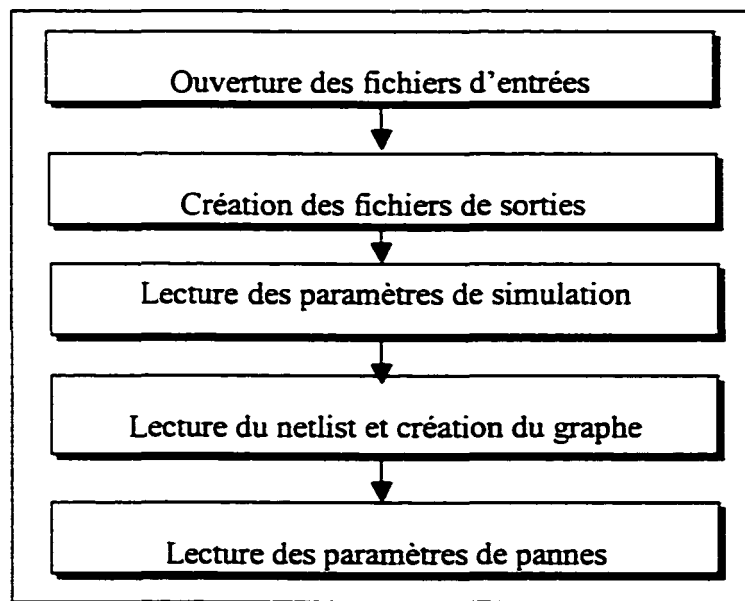 Ouverture des fichiers d'entrées
Création des fichiers de sorties
Lecture des paramètres de simulation
Lecture du netlist et création du graphe
Lecture des paramètres de pannes